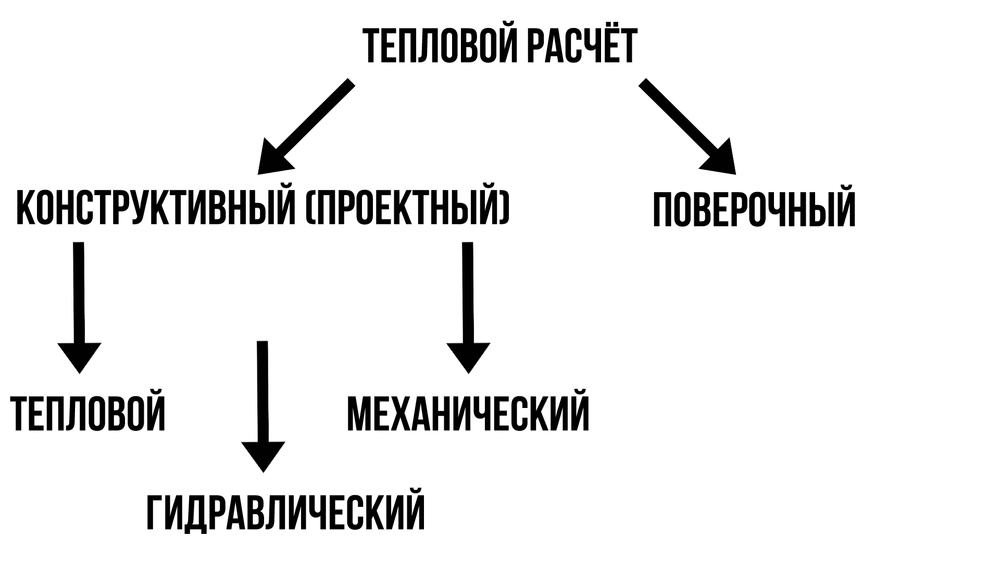 ТЕПЛОВОЙ РАСЧЁТ
КОНСТРУКТИВНЫЙ (ПРОЕКТНЫЙ)
ПОВЕРОЧНЫЙ
ТЕПЛОВОЙ
МЕХАНИЧЕСКИЙ
ГИДРАВЛИЧЕСКИЙ